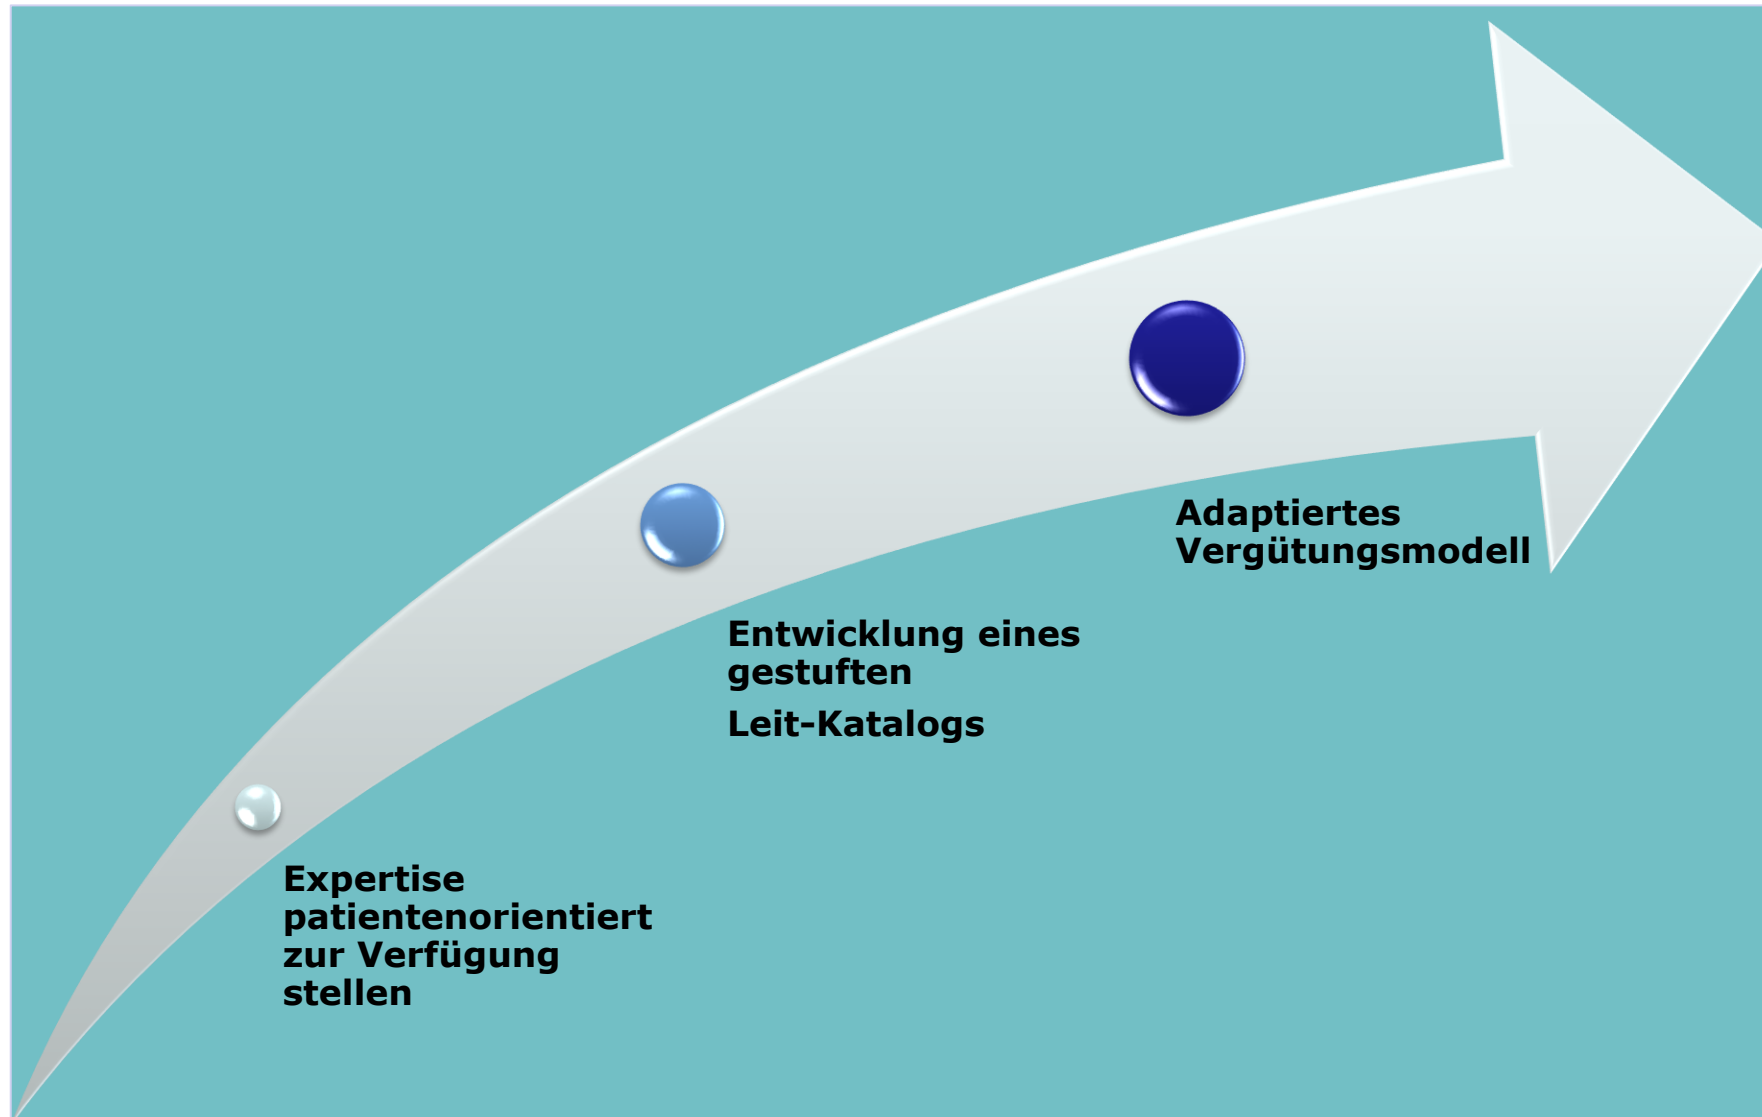 Expertise
patientenorientiert
zur Verfügung
stellen
Entwicklung eines
gestuften
Leit-Katalogs
Adaptiertes
Vergütungsmodell